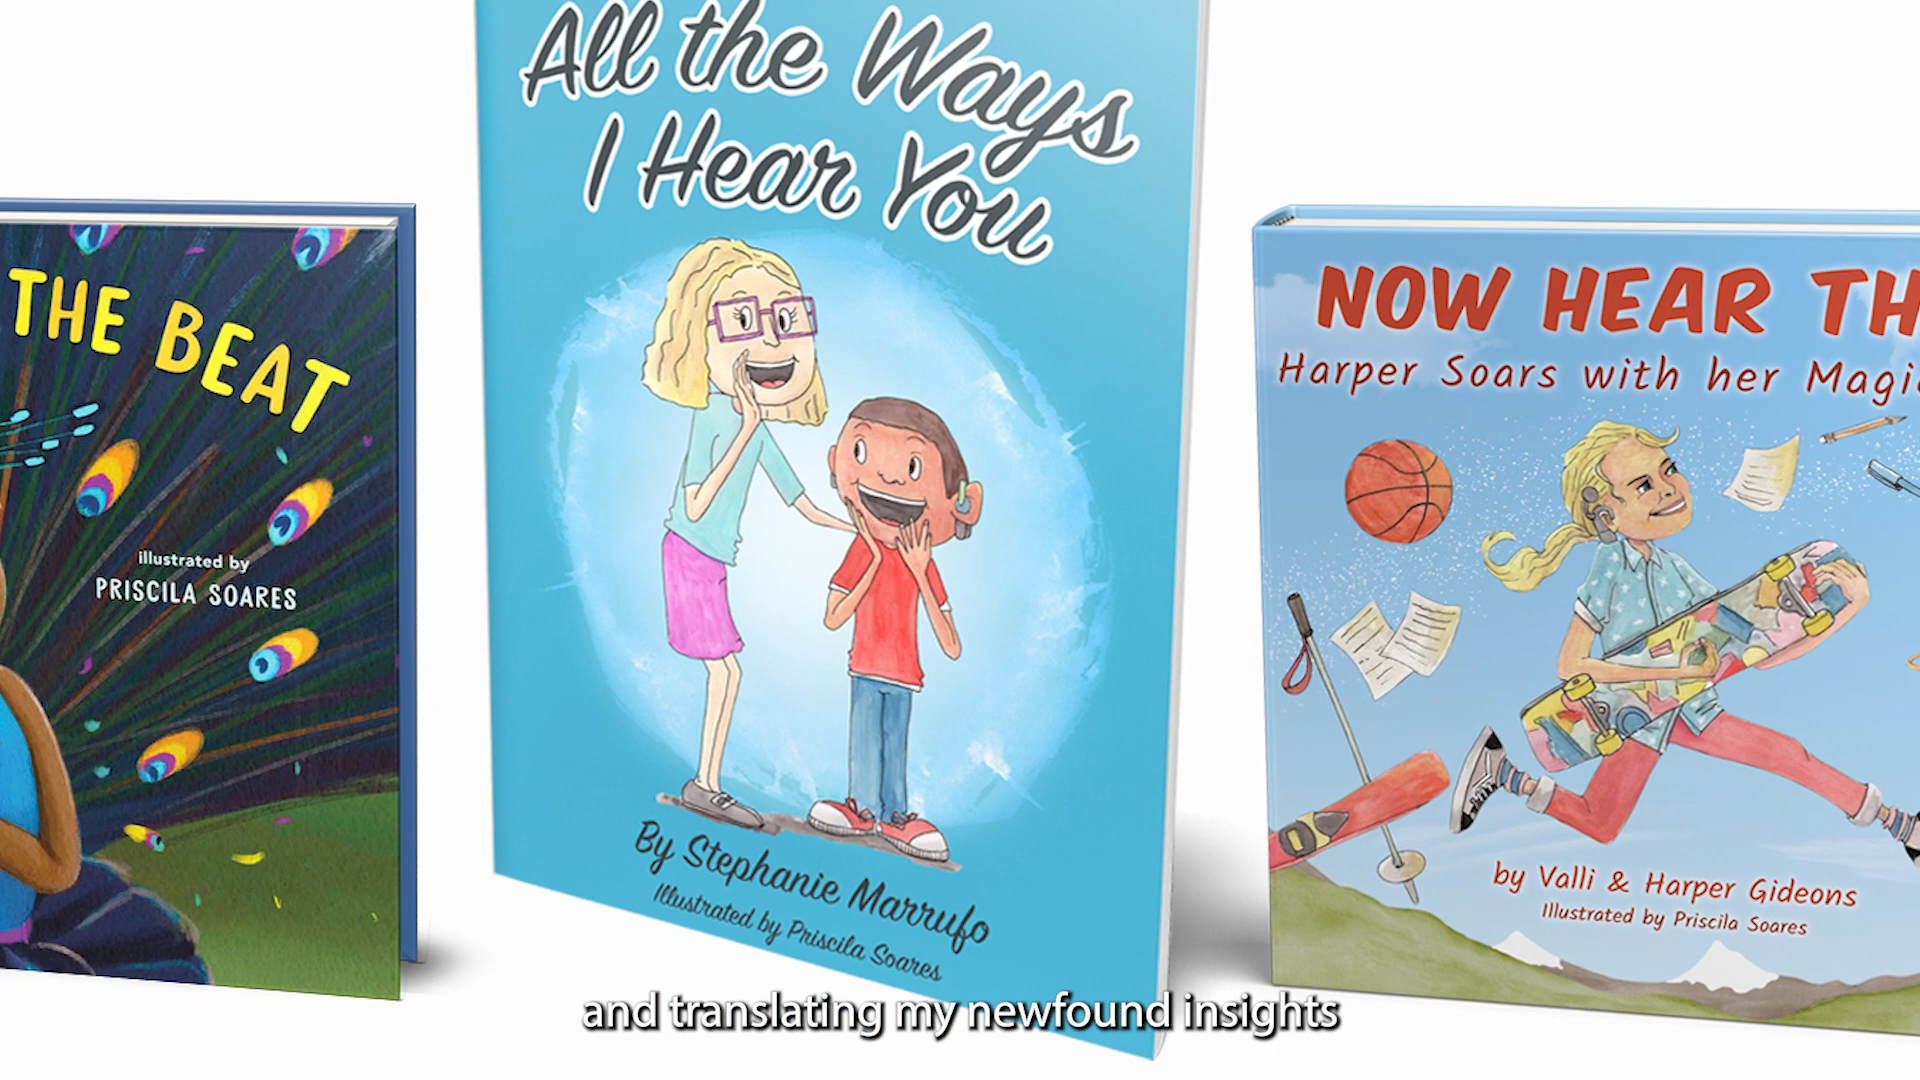 THE BEAT
illustrated by
PRISCILA SOARES
All the Ways
I Hear You
By Stephanie Marrufo
Illustrated by Priscila Soares
NOW HEAR TH
Harper Soars with her Magic
by Valli & Harper Gideons
Illustrated by Priscila Soares
and translating my newfound insights